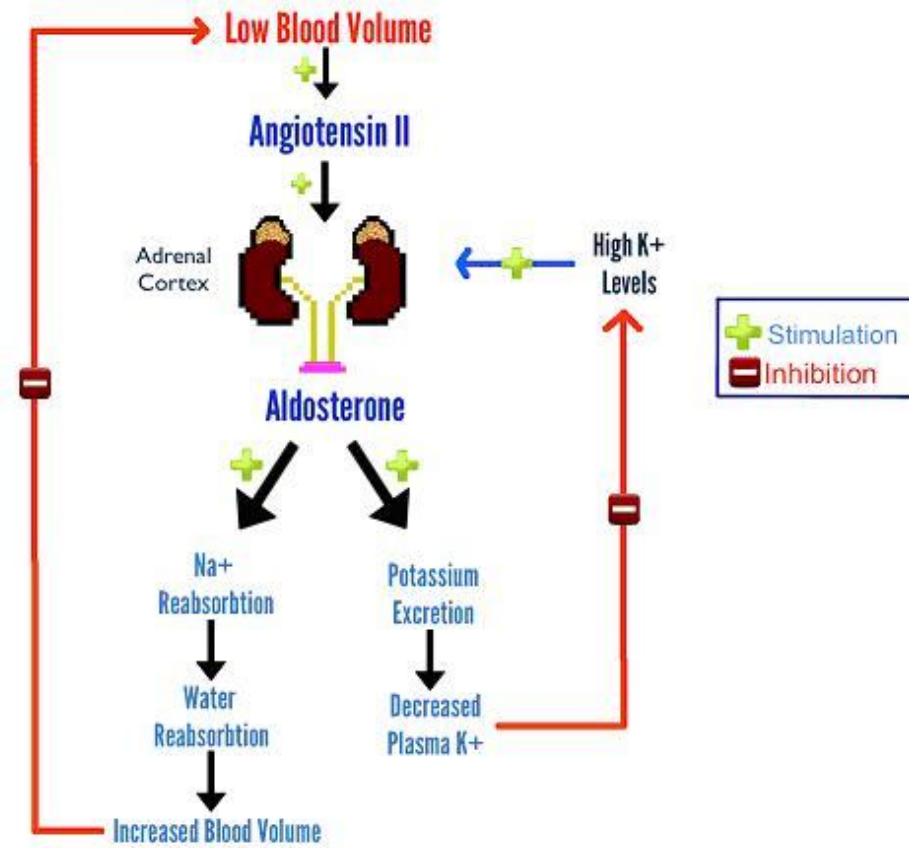 Low Blood Volume
Angiotensin II
Adrenal
Cortex
High K+
Levels
Stimulation
Inhibition
Aldosterone
Na+
Reabsorbtion
Potassium
Excretion
Water
Reabsorbtion
Decreased
Plasma K+
Increased Blood Volume